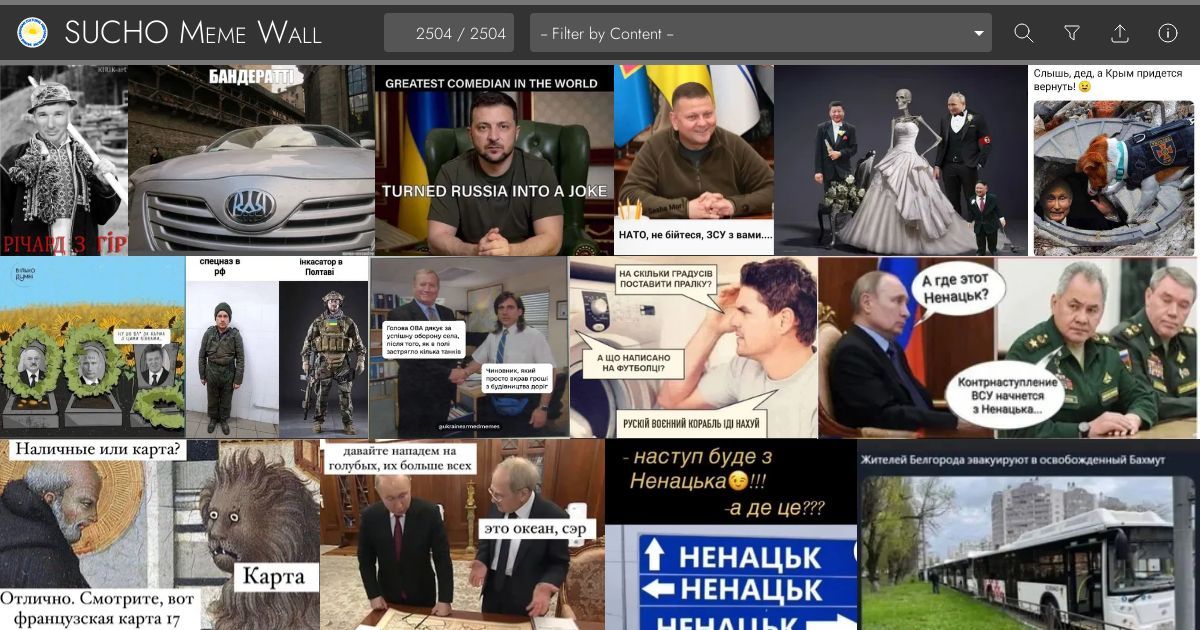 SUCHO MEME WALL
2504 / 2504
– Filter by Content –
KRUK-art
РІЧАРД З ГІР
БАНДЕРАТТІ
GREATEST COMEDIAN IN THE WORLD
TURNED RUSSIA INTO A JOKE
НАТО, не бійтеся, ЗСУ з вами....
Слышь, дед, а Крым придется
вернуть! 😉
спецназ в
рф
інкасатор в
Полтаві
Голова ОВА дякує за
успішну оборону села,
після того, як в полі
застрягло кілька танків
Чиновник, який
просто вкрав гроші
з будівництва доріг
@ukrainearmedmemes
НА СКІЛЬКИ ГРАДУСІВ
ПОСТАВИТИ ПРАЛКУ?
А ЩО НАПИСАНО
НА ФУТБОЛЦІ?
РУСКІЙ ВОЄННИЙ КОРАБЛЬ ІДІ НАХУЙ
А где этот
Ненацьк?
Контрнаступление
ВСУ начнется
з Ненацька...
Наличные или карта?
Карта
Отлично. Смотрите, вот
французская карта 17
давайте нападем на
голубых, их больше всех
это океан, сэр
- наступ буде з
Ненацька😉!!!
-а де це???
НЕНАЦЬК
НЕНАЦЬК
НЕНАЦЬК
Жителей Белгорода эвакуируют в освобожденный Бахмут